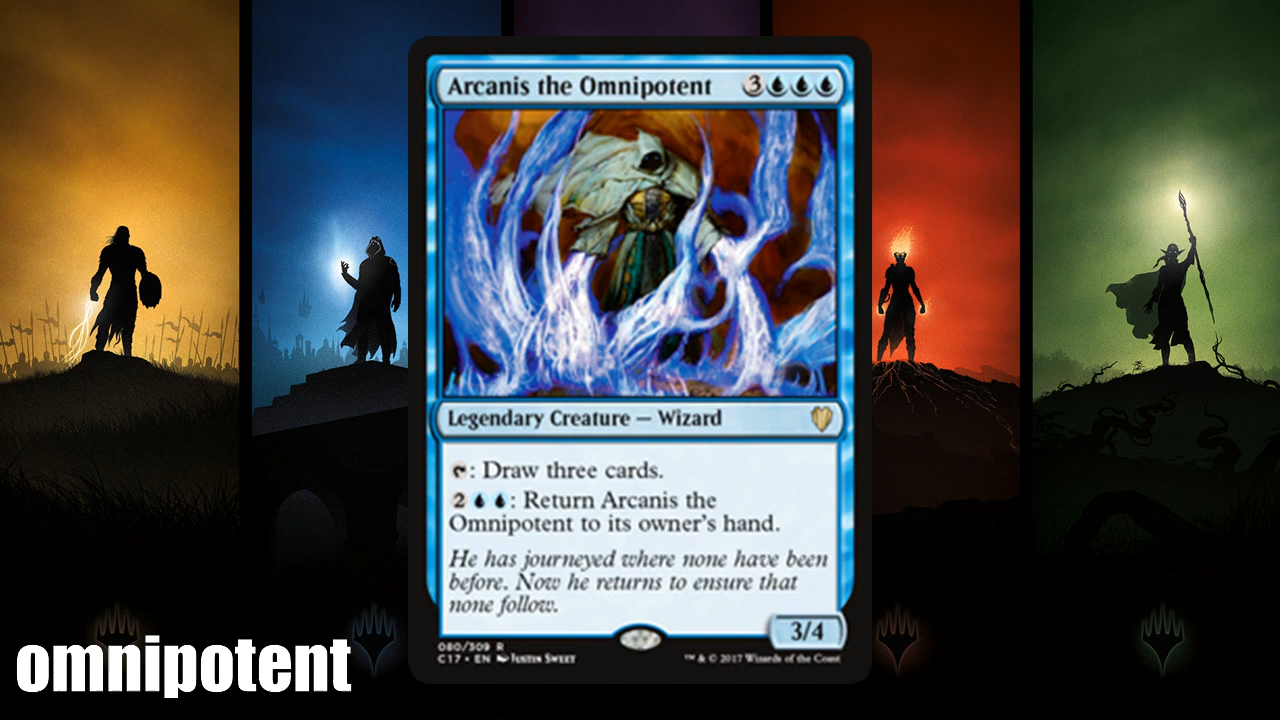 Arcanis the Omnipotent 3
Legendary Creature — Wizard
: Draw three cards.
2 : Return Arcanis the
Omnipotent to its owner's hand.
He has journeyed where none have been
before. Now he returns to ensure that
none follow.
3/4
080/309 R
C17 • EN Justin Sweet
™ & © 2017 Wizards of the Coast
omnipotent